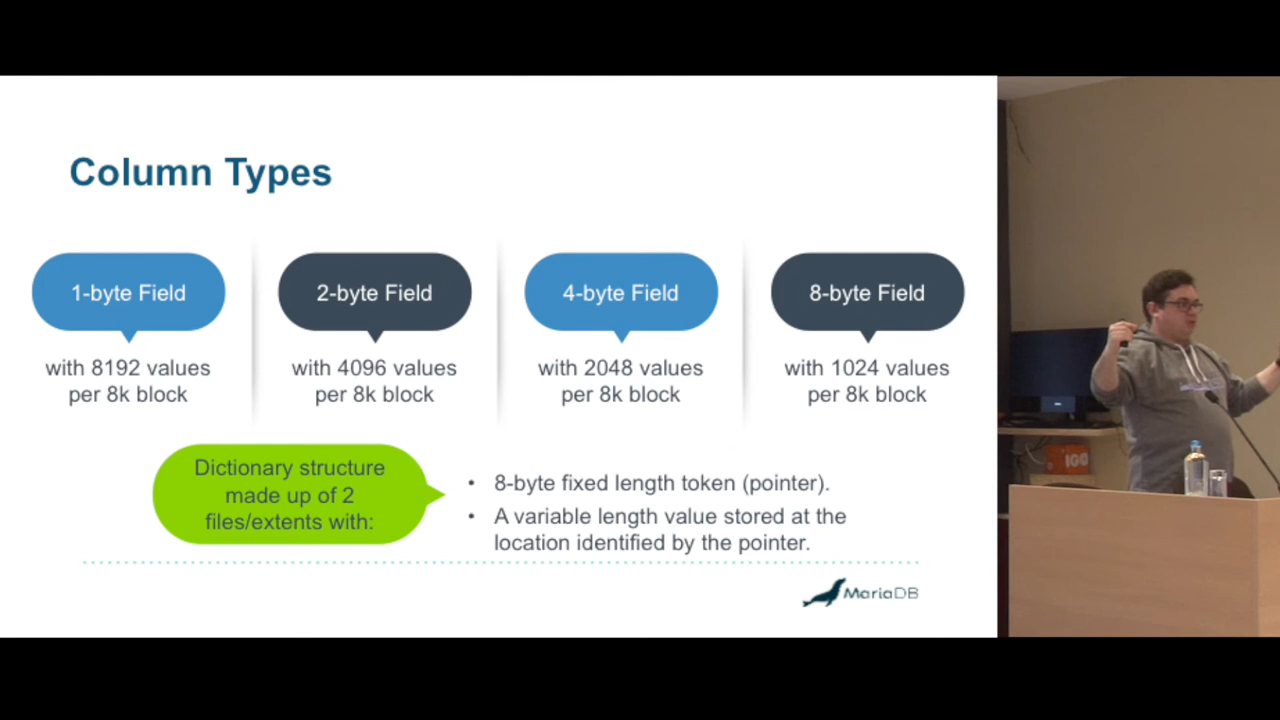 Column Types
1-byte Field
with 8192 values
per 8k block
2-byte Field
with 4096 values
per 8k block
4-byte Field
with 2048 values
per 8k block
8-byte Field
with 1024 values
per 8k block
Dictionary structure
made up of 2
files/extents with:
• 8-byte fixed length token (pointer).
• A variable length value stored at the
location identified by the pointer.
MariaDB
IGO